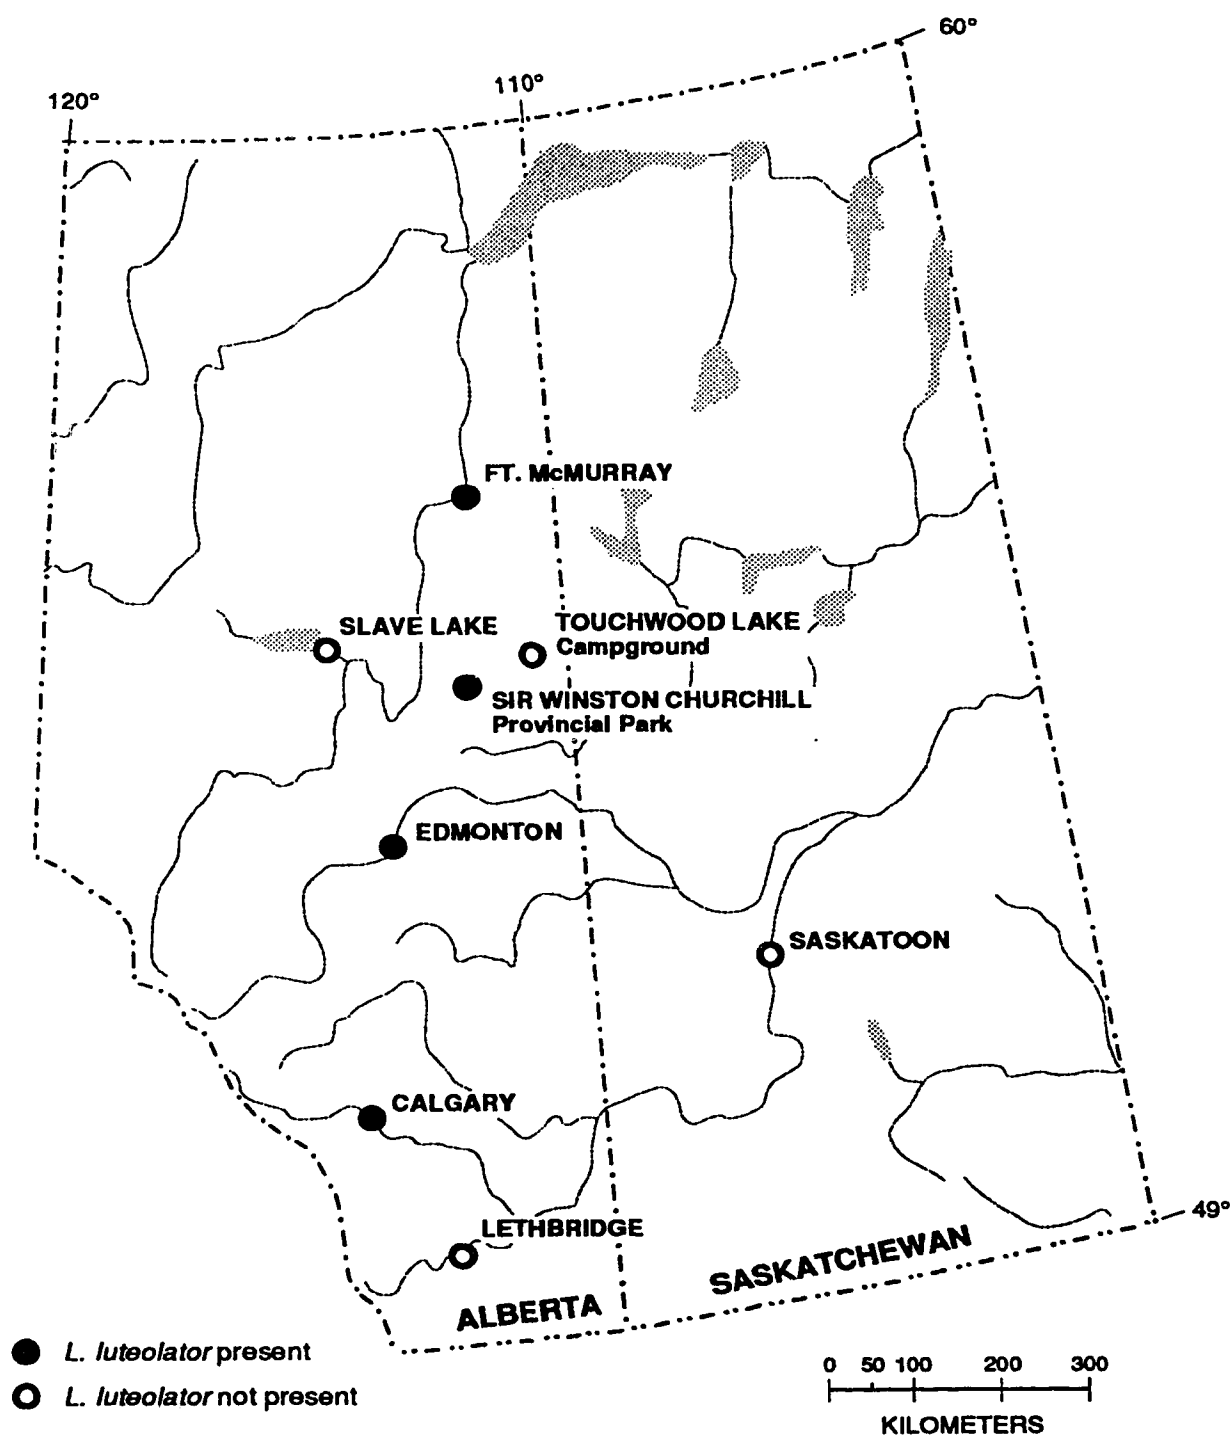 60°
110°
120°
FT. McMURRAY
SLAVE LAKE
TOUCHWOOD LAKE
Campground
SIR WINSTON CHURCHILL
Provincial Park
EDMONTON
SASKATOON
CALGARY
LETHBRIDGE
49°
SASKATCHEWAN
ALBERTA
L. luteolator present
L. luteolator not present
0 50 100 200 300
KILOMETERS